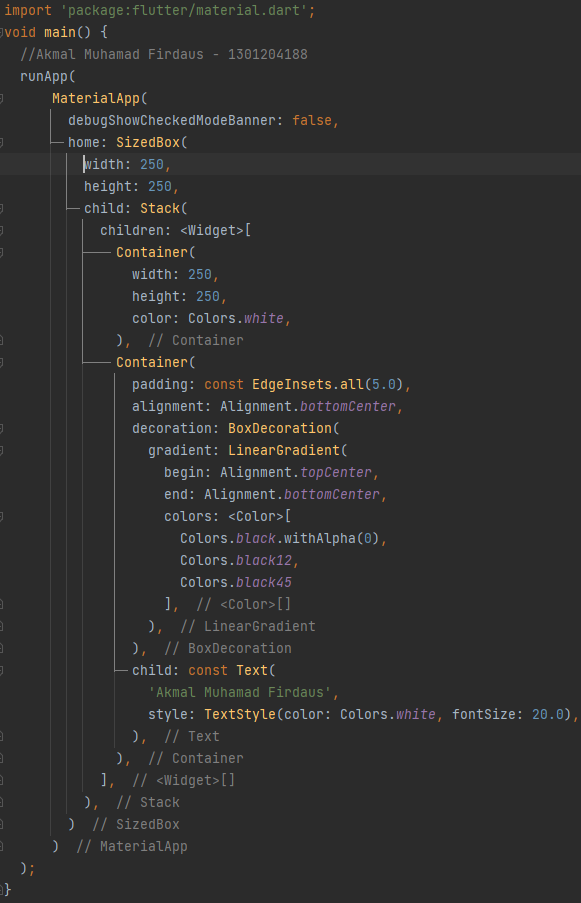 import 'package:flutter/material.dart';
void main() {
  //Akmal Muhamad Firdaus - 1301204188
  runApp(
      MaterialApp(
        debugShowCheckedModeBanner: false,
        home: SizedBox(
          width: 250,
          height: 250,
          child: Stack(
            children: <Widget>[
              Container(
                width: 250,
                height: 250,
                color: Colors.white,
              ),  // Container
              Container(
                padding: const EdgeInsets.all(5.0),
                alignment: Alignment.bottomCenter,
                decoration: BoxDecoration(
                  gradient: LinearGradient(
                    begin: Alignment.topCenter,
                    end: Alignment.bottomCenter,
                    colors: <Color>[
                      Colors.black.withAlpha(0),
                      Colors.black12,
                      Colors.black45
                    ],  // <Color>[]
                  ),  // LinearGradient
                ),  // BoxDecoration
                child: const Text(
                  'Akmal Muhamad Firdaus',
                  style: TextStyle(color: Colors.white, fontSize: 20.0),
                ),  // Text
              ),  // Container
            ],  // <Widget>[]
          ),  // Stack
        )  // SizedBox
      )  // MaterialApp
  );
}